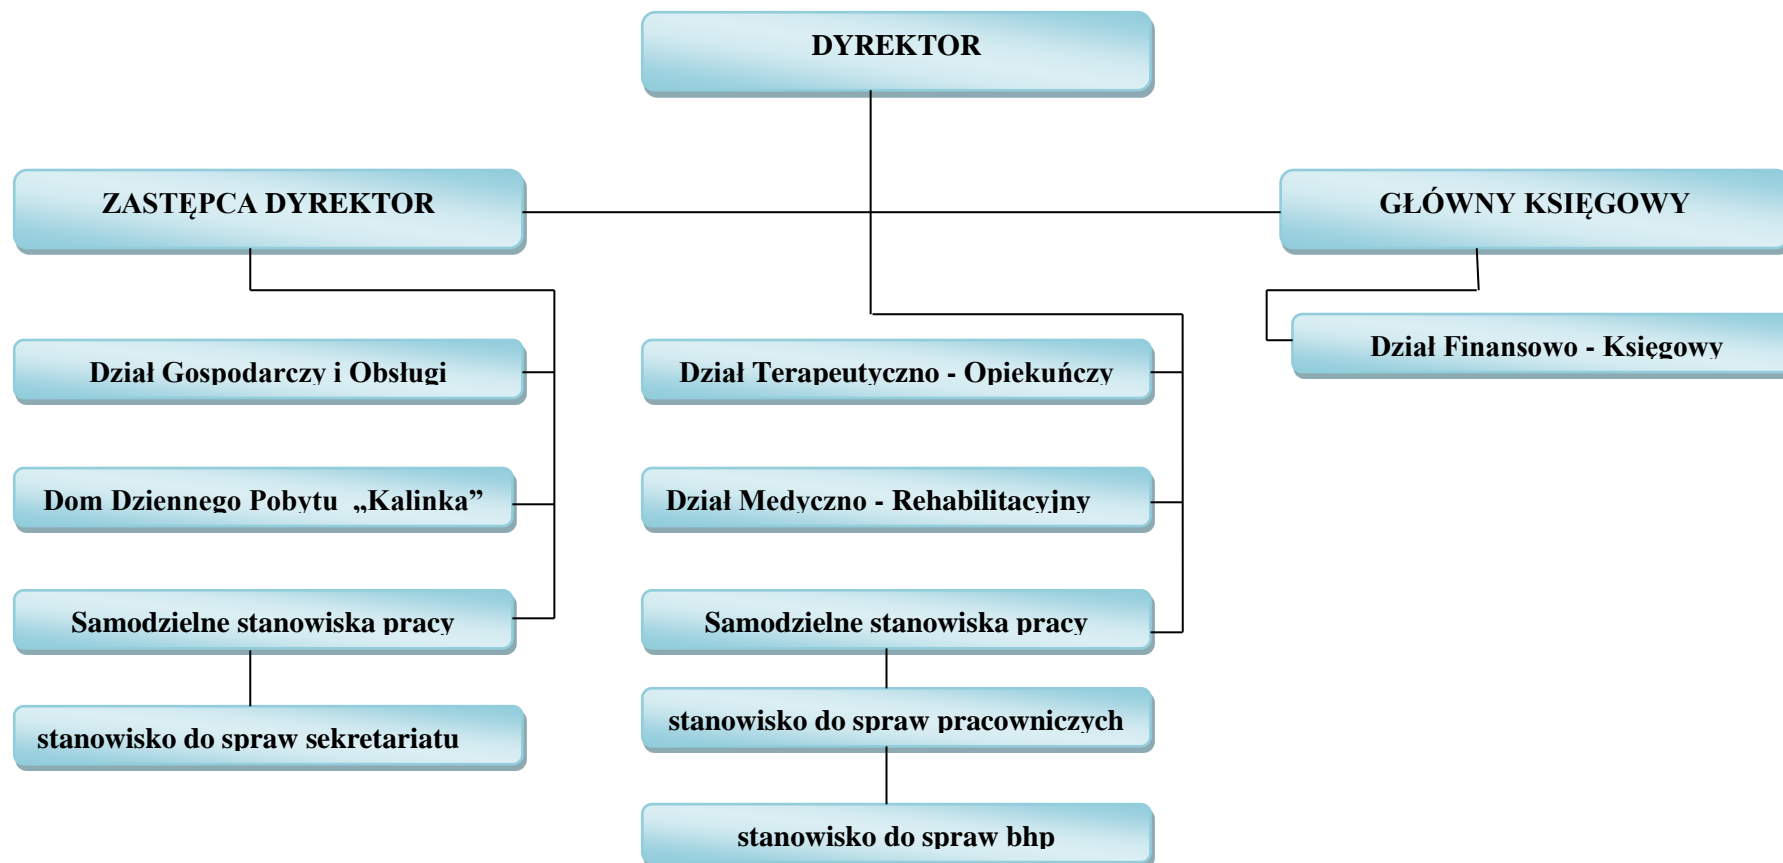 DYREKTOR
ZASTĘPCA DYREKTOR
GŁÓWNY KSIĘGOWY
Dział Finansowo - Księgowy
Dział Gospodarczy i Obsługi
Dział Terapeutyczno - Opiekuńczy
Dom Dziennego Pobytu „Kalinka”
Dział Medyczno - Rehabilitacyjny
Samodzielne stanowiska pracy
Samodzielne stanowiska pracy
stanowisko do spraw pracowniczych
stanowisko do spraw sekretariatu
stanowisko do spraw bhp